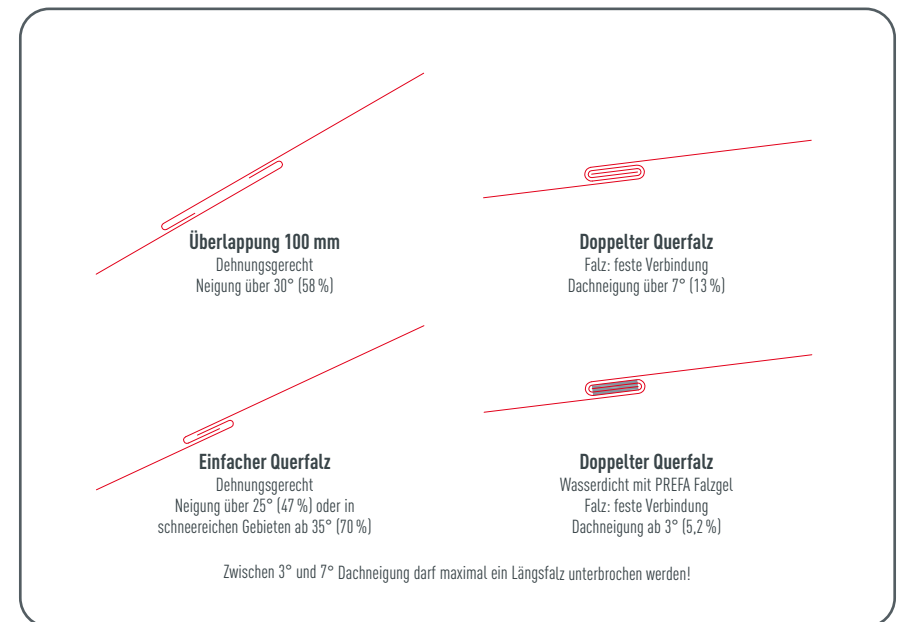 Überlappung 100 mm
Dehnungsgerecht
Neigung über 30° (58 %)
Doppelter Querfalz
Falz: feste Verbindung
Dachneigung über 7° (13 %)
Einfacher Querfalz
Dehnungsgerecht
Neigung über 25° (47 %) oder in
schneereichen Gebieten ab 35° (70 %)
Doppelter Querfalz
Wasserdicht mit PREFA Falzgel
Falz: feste Verbindung
Dachneigung ab 3° (5,2 %)
Zwischen 3° und 7° Dachneigung darf maximal ein Längsfalz unterbrochen werden!